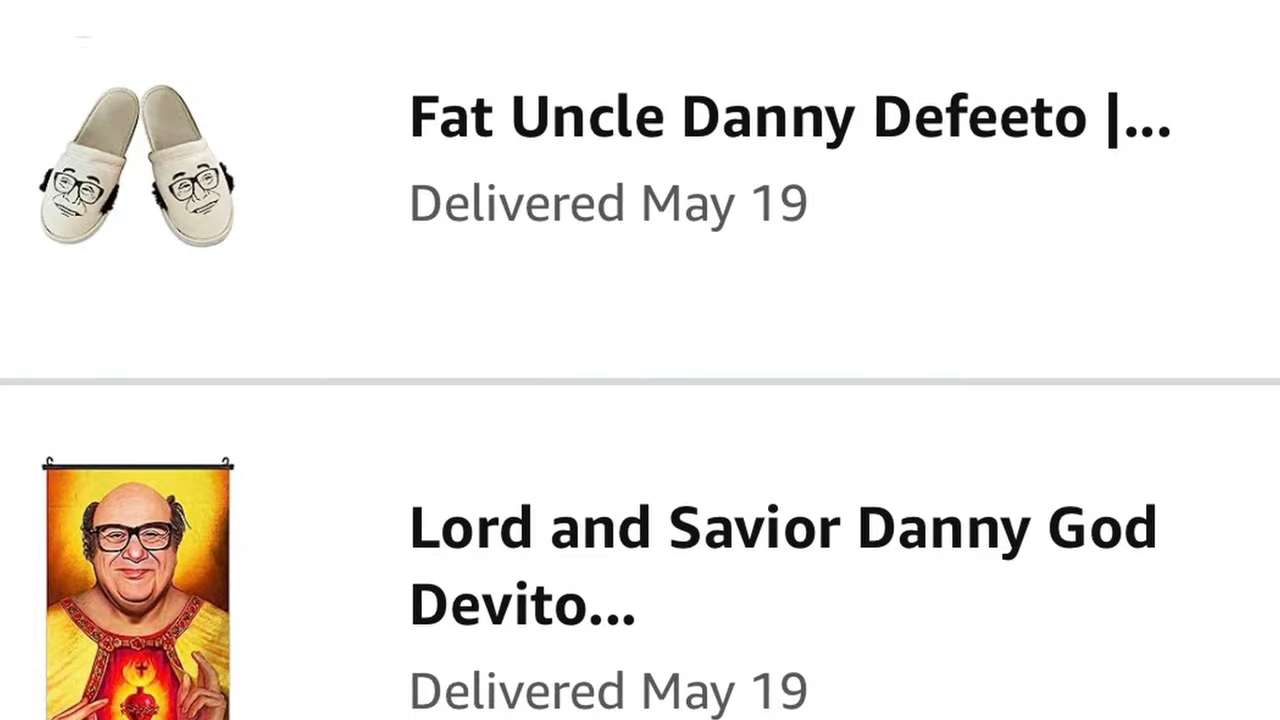 Fat Uncle Danny Defeeto |...
Delivered May 19
Lord and Savior Danny God
Devito...
Delivered May 19